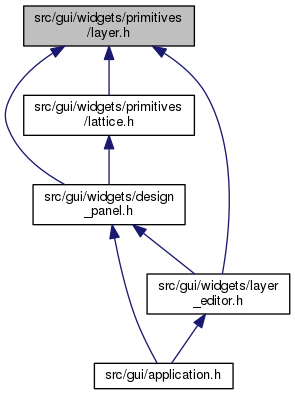 src/gui/widgets/primitives
/layer.h
src/gui/widgets/primitives
/lattice.h
src/gui/widgets/design
_panel.h
src/gui/widgets/layer
_editor.h
src/gui/application.h